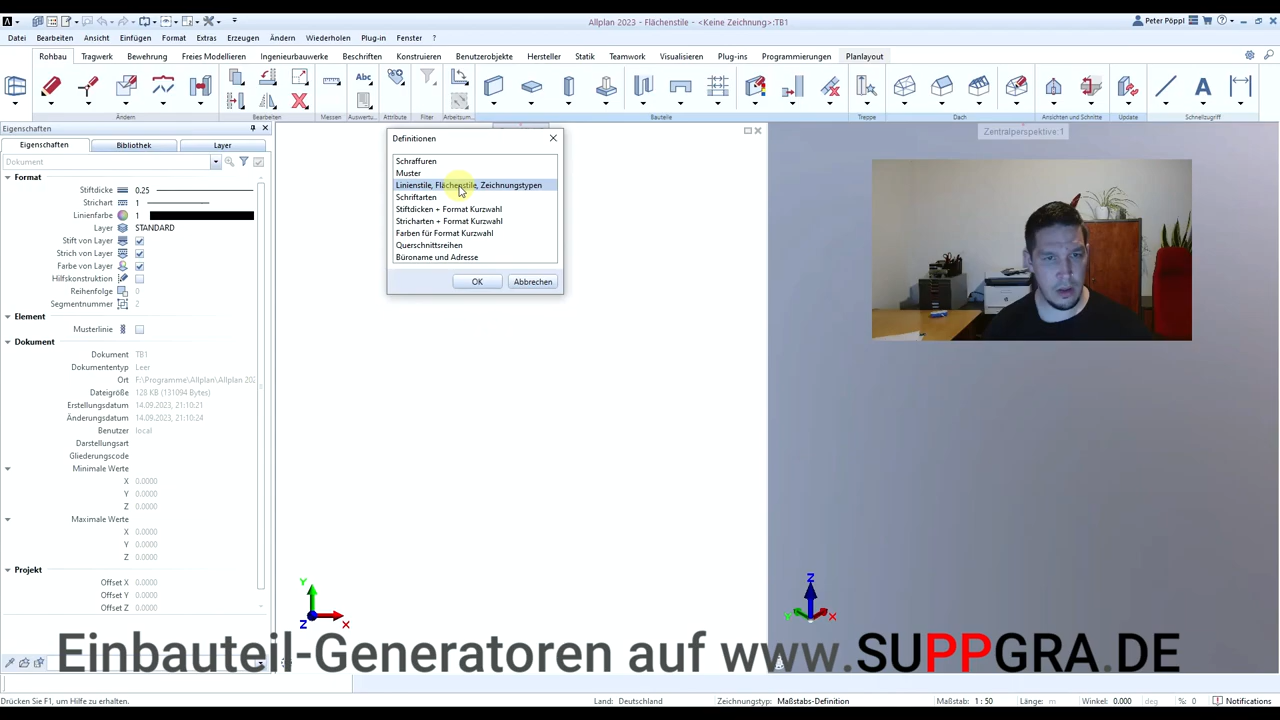 Allplan 2023 - Flächenstile - <Keine Zeichnung>:TB1
Peter Pöppl
Datei Bearbeiten Ansicht Einfügen Format Extras Erzeugen Ändern Wiederholen Plug-in Fenster ?
Rohbau Tragwerk Bewehrung Freies Modellieren Ingenieurbauwerke Beschriften Konstruieren Benutzerobjekte Hersteller Statik Teamwork Visualisieren Plug-ins Programmierungen Planlayout
Abc
Ändern Bearbeiten Messen Auswertu... Attribute Filter Arbeitsum... Bauteile Treppe Dach Ansichten und Schnitte Update Schnellzugriff
Eigenschaften
Eigenschaften Bibliothek Layer
Dokument
Format
Stiftdicke 0.25
Strichart 1
Linienfarbe 1
Layer STANDARD
Stift von Layer
Strich von Layer
Farbe von Layer
Hilfskonstruktion
Reihenfolge 0
Segmentnummer 2
Element
Musterlinie
Dokument
Dokument TB1
Dokumententyp Leer
Ort F:\Programme\Allplan\Allplan 202
Dateigröße 128 KB (131094 Bytes)
Erstellungsdatum 14.09.2023, 21:10:21
Änderungsdatum 14.09.2023, 21:10:24
Benutzer local
Darstellungsart
Gliederungscode
Minimale Werte
X 0.0000
Y 0.0000
Z 0.0000
Maximale Werte
X 0.0000
Y 0.0000
Z 0.0000
Projekt
Offset X 0.0000
Offset Y 0.0000
Offset Z 0.0000
Definitionen
Schraffuren
Muster
Linienstile, Flächenstile, Zeichnungstypen
Schriftarten
Stiftdicken + Format Kurzwahl
Stricharten + Format Kurzwahl
Farben für Format Kurzwahl
Querschnittsreihen
Büroname und Adresse
OK Abbrechen
Zentralperspektive:1
Y
Z X
Z
Y X
Einbauteil-Generatoren auf www.SUPPGRA.DE
Drücken Sie F1, um Hilfe zu erhalten. Land: Deutschland Zeichnungstyp: Maßstabs-Definition Maßstab: 1 : 50 Länge: m Winkel: 0.000 deg %: 0 Notifications